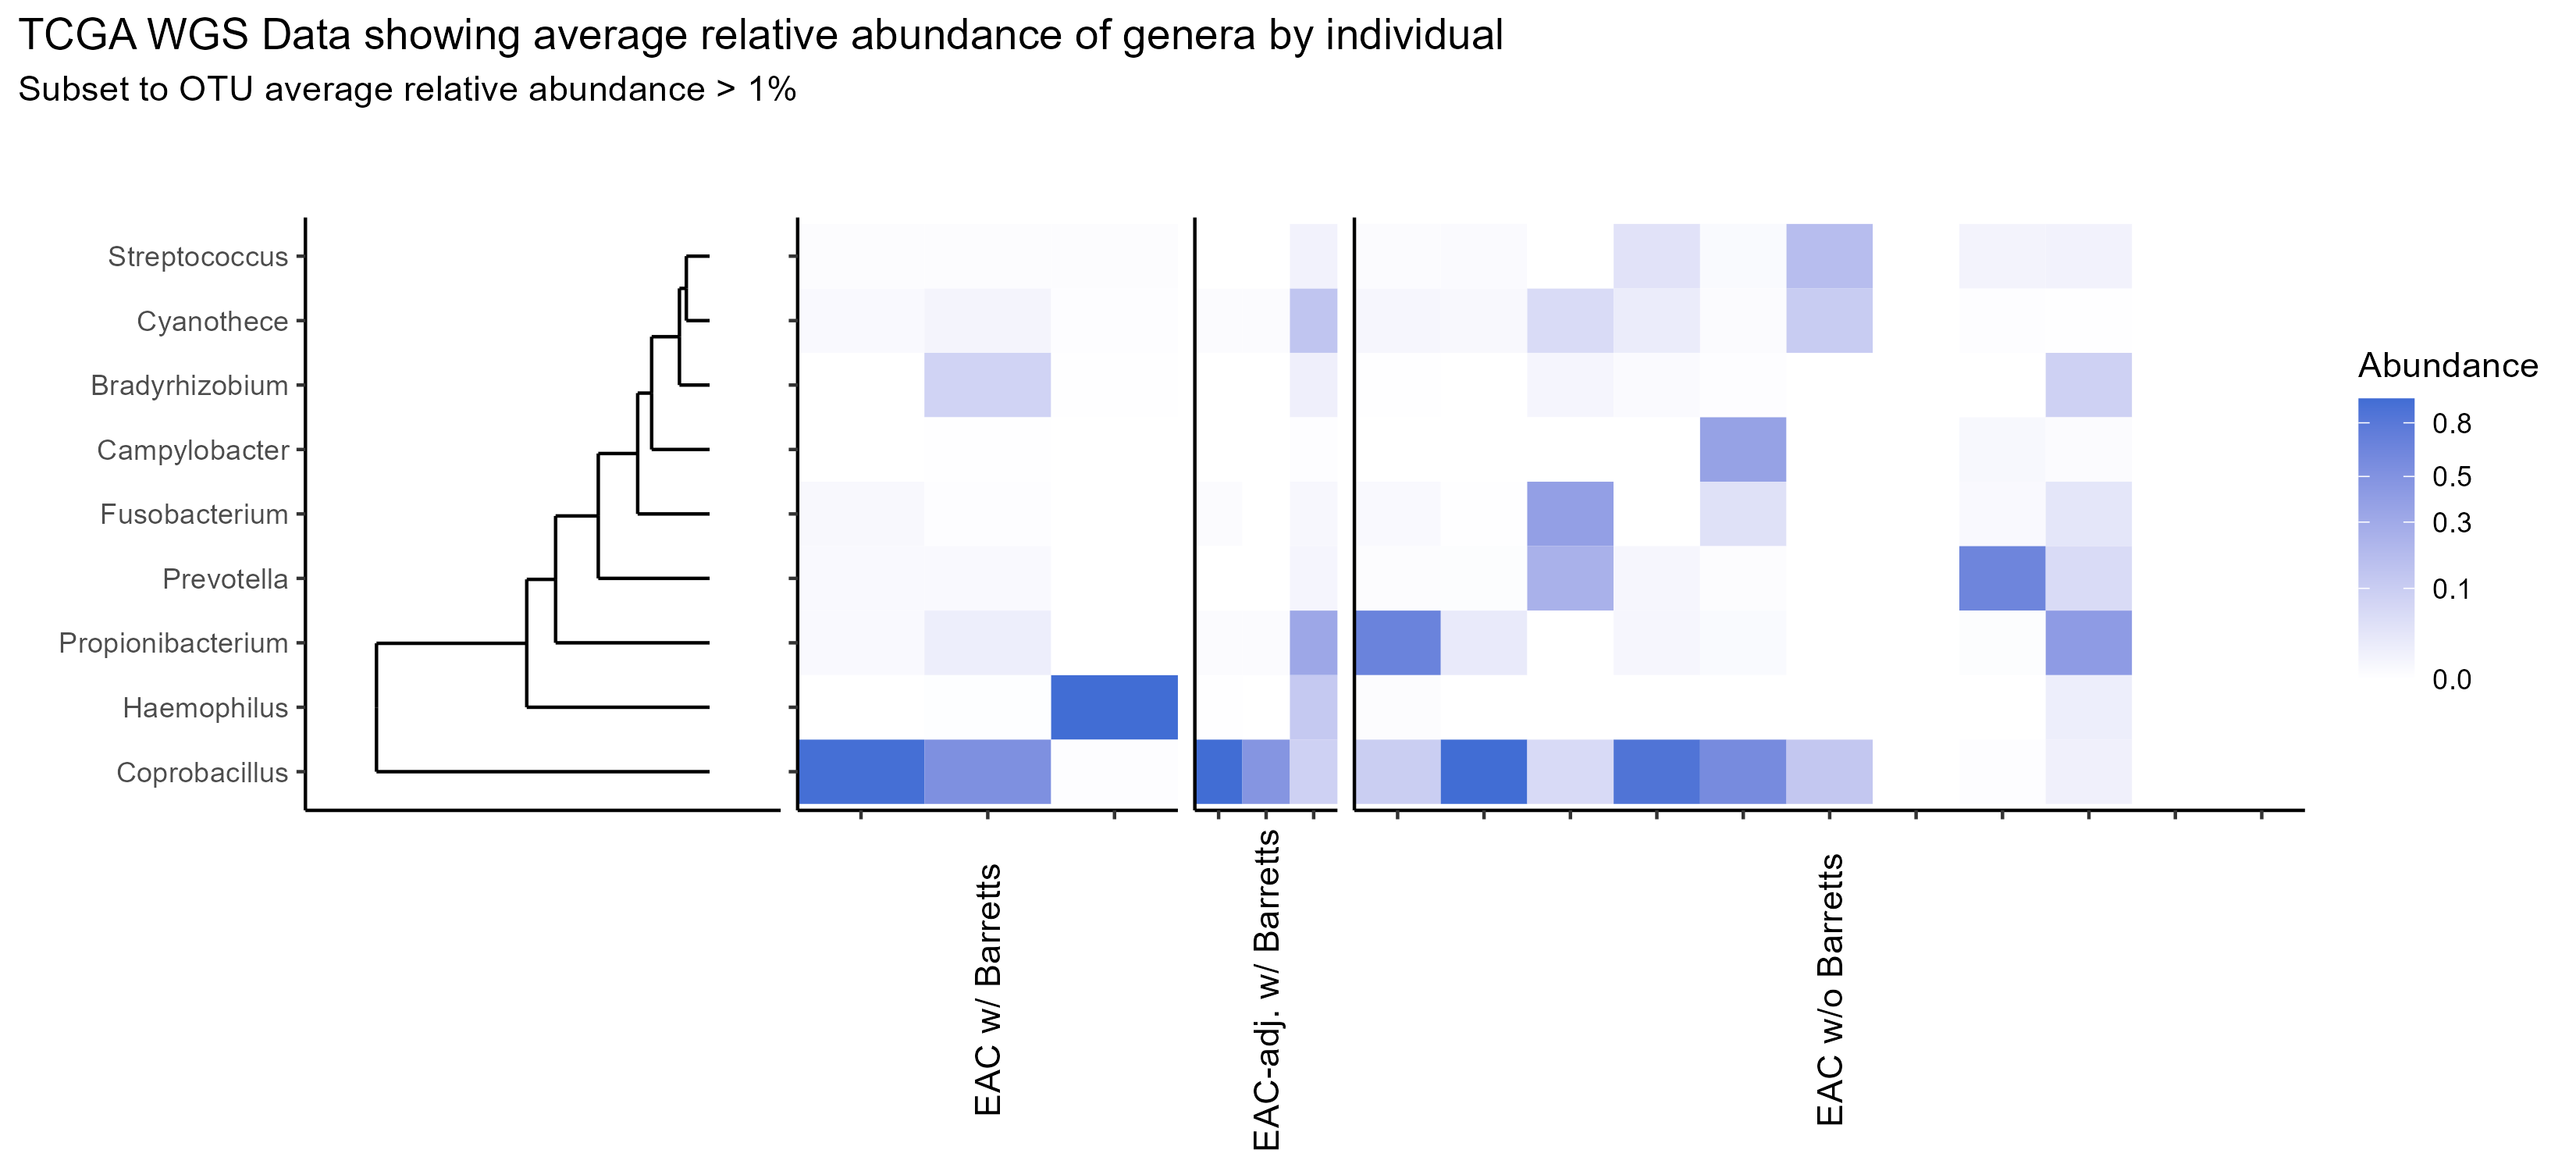 TCGA WGS Data showing average relative abundance of genera by individual
Subset to OTU average relative abundance > 1%
Streptococcus
Cyanothece
Bradyrhizobium
Campylobacter
Fusobacterium
Prevotella
Propionibacterium
Haemophilus
Coprobacillus
EAC w/ Barretts
EAC-adj. w/ Barretts
EAC w/o Barretts
Abundance
0.8
0.5
0.3
0.1
0.0